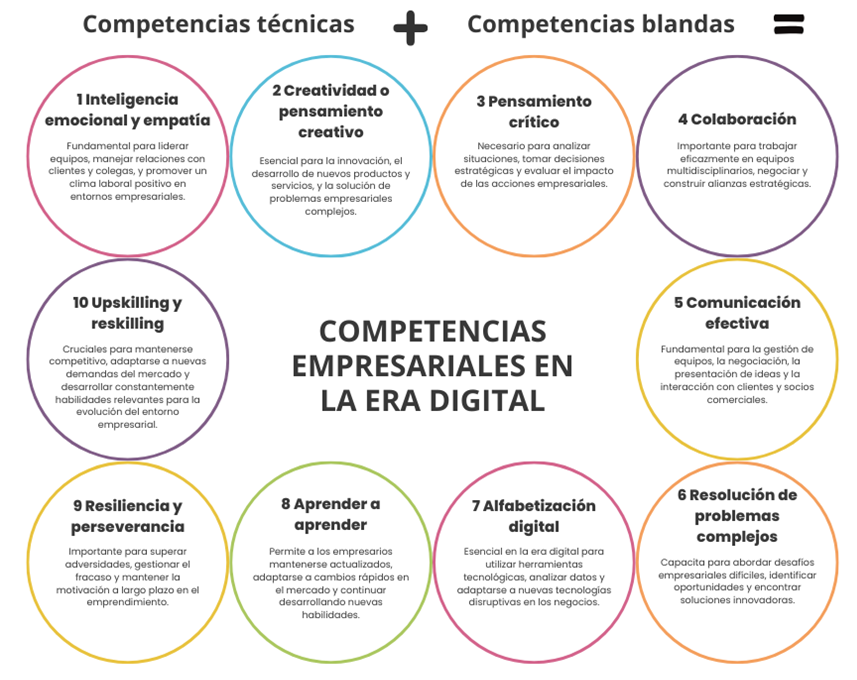 Competencias técnicas + Competencias blandas =
1 Inteligencia
emocional y empatía
Fundamental para liderar
equipos, manejar relaciones con
clientes y colegas, y promover un
clima laboral positivo en
entornos empresariales.
2 Creatividad o
pensamiento
creativo
Esencial para la innovación, el
desarrollo de nuevos productos y
servicios, y la solución de
problemas empresariales
complejos.
3 Pensamiento
crítico
Necesario para analizar
situaciones, tomar decisiones
estratégicas y evaluar el impacto
de las acciones empresariales.
4 Colaboración
Importante para trabajar
eficazmente en equipos
multidisciplinarios, negociar y
construir alianzas estratégicas.
10 Upskilling y
reskilling
Cruciales para mantenerse
competitivo, adaptarse a nuevas
demandas del mercado y
desarrollar constantemente
habilidades relevantes para la
evolución del entorno
empresarial.
COMPETENCIAS
EMPRESARIALES EN
LA ERA DIGITAL
5 Comunicación
efectiva
Fundamental para la gestión de
equipos, la negociación, la
presentación de ideas y la
interacción con clientes y socios
comerciales.
9 Resiliencia y
perseverancia
Importante para superar
adversidades, gestionar el
fracaso y mantener la
motivación a largo plazo en el
emprendimiento.
8 Aprender a
aprender
Permite a los empresarios
mantenerse actualizados,
adaptarse a cambios rápidos en
el mercado y continuar
desarrollando nuevas
habilidades.
7 Alfabetización
digital
Esencial en la era digital para
utilizar herramientas
tecnológicas, analizar datos y
adaptarse a nuevas tecnologías
disruptivas en los negocios.
6 Resolución de
problemas
complejos
Capacita para abordar desafíos
empresariales difíciles, identificar
oportunidades y encontrar
soluciones innovadoras.